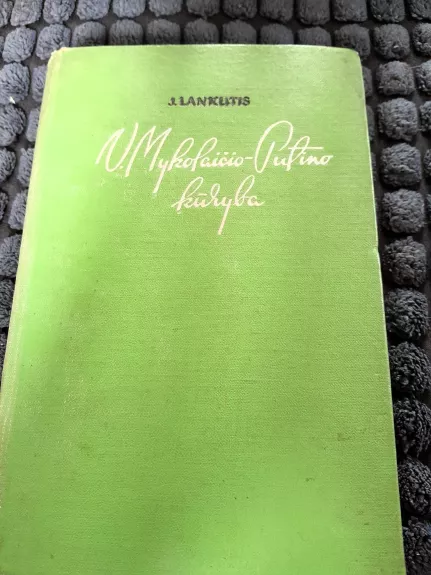 J. LANKUTIS
V. Mykolaičio-Putino
kūryba